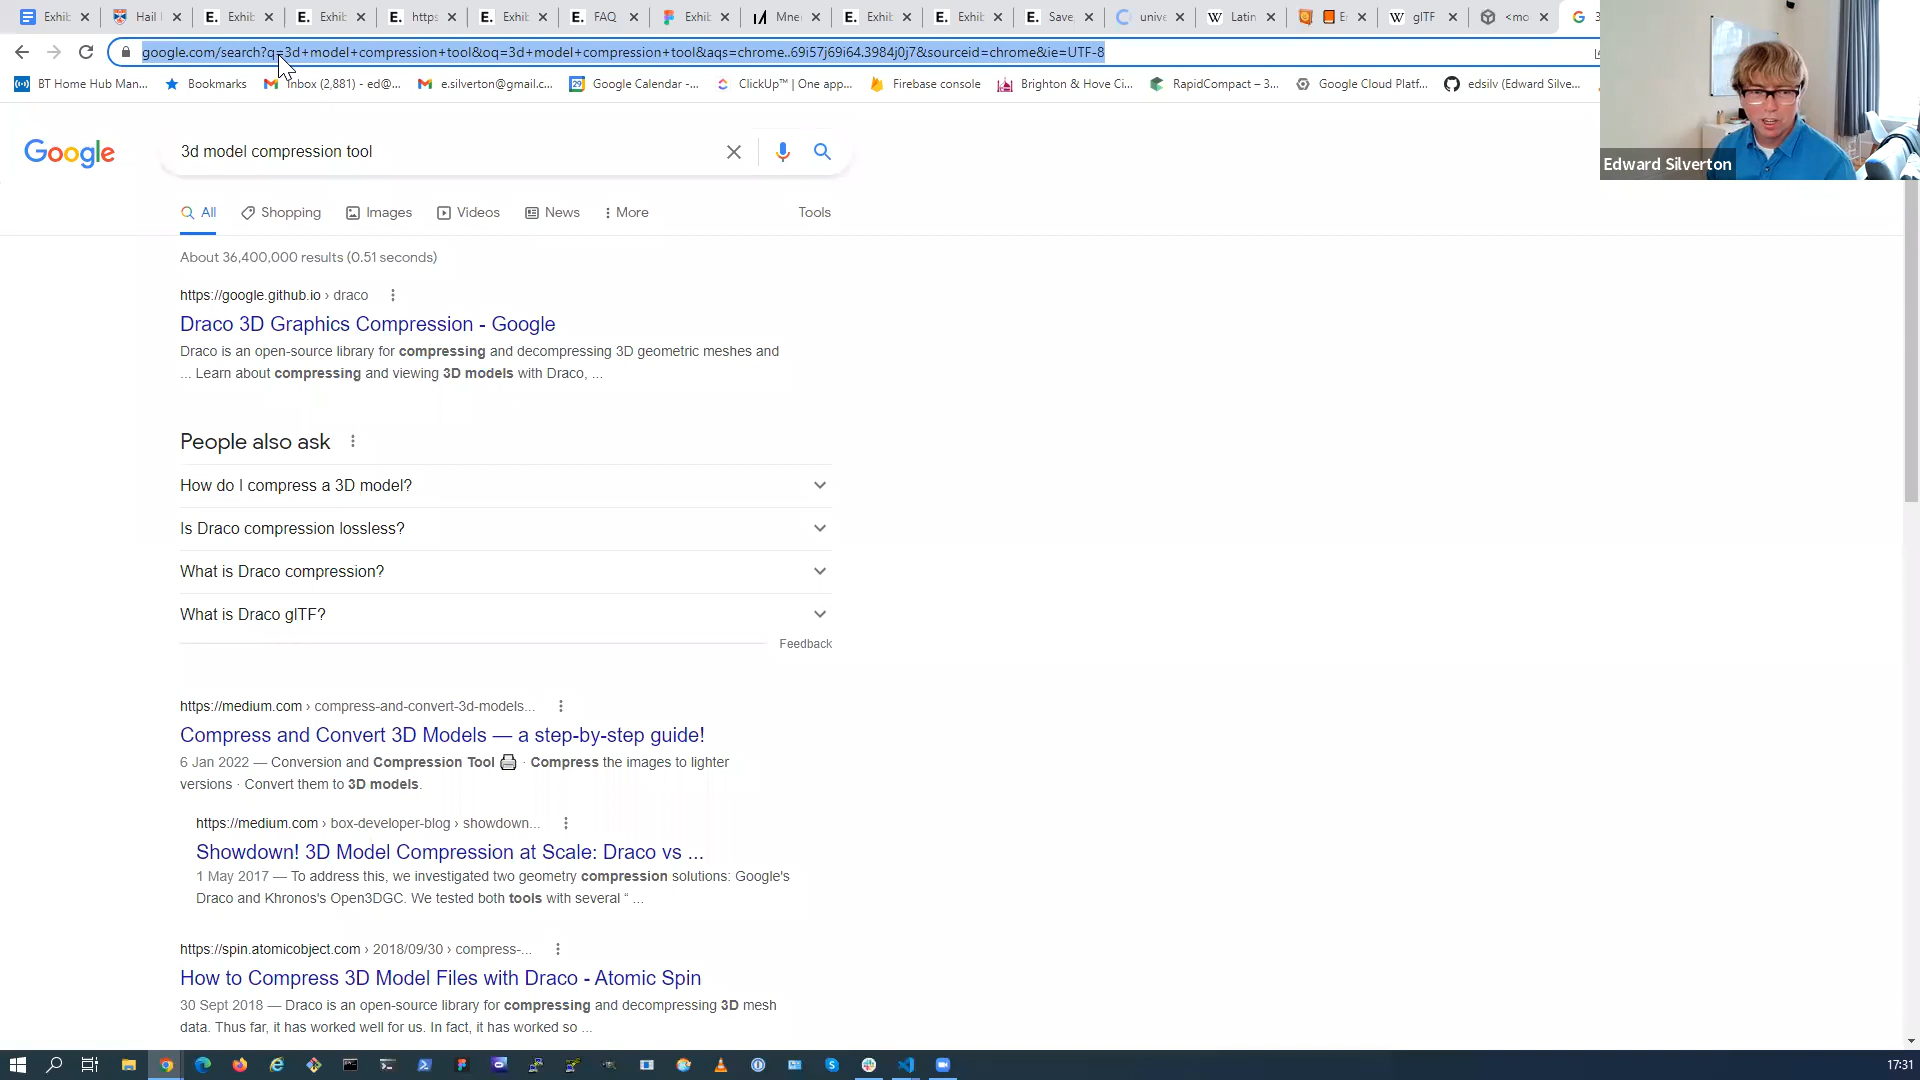 Exhib
Hail
E. Exhib
E. Exhib
E. https
E. Exhib
E. FAQ
Exhib
Mne
E. Exhib
E. Exhib
E. Save,
unive
W Latin
W glTF
<mo
google.com/search?q=3d+model+compression+tool&oq=3d+model+compression+tool&aqs=chrome..69i57j69i64.3984j0j7&sourceid=chrome&ie=UTF-8
BT Home Hub Man...
Bookmarks
Inbox (2,881) - ed@...
e.silverton@gmail.c...
Google Calendar -...
ClickUp™ | One app...
Firebase console
Brighton & Hove Ci...
RapidCompact – 3...
Google Cloud Platf...
edsilv (Edward Silve...
Edward Silverton
Google
3d model compression tool
All
Shopping
Images
Videos
News
More
Tools
About 36,400,000 results (0.51 seconds)
https://google.github.io › draco
Draco 3D Graphics Compression - Google
Draco is an open-source library for compressing and decompressing 3D geometric meshes and
... Learn about compressing and viewing 3D models with Draco, ...
People also ask
How do I compress a 3D model?
Is Draco compression lossless?
What is Draco compression?
What is Draco glTF?
Feedback
https://medium.com › compress-and-convert-3d-models...
Compress and Convert 3D Models — a step-by-step guide!
6 Jan 2022 — Conversion and Compression Tool 🖨 · Compress the images to lighter
versions · Convert them to 3D models.
https://medium.com › box-developer-blog › showdown...
Showdown! 3D Model Compression at Scale: Draco vs ...
1 May 2017 — To address this, we investigated two geometry compression solutions: Google's
Draco and Khronos's Open3DGC. We tested both tools with several “ ...
https://spin.atomicobject.com › 2018/09/30 › compress-...
How to Compress 3D Model Files with Draco - Atomic Spin
30 Sept 2018 — Draco is an open-source library for compressing and decompressing 3D mesh
data. Thus far, it has worked well for us. In fact, it has worked so ...
17:31